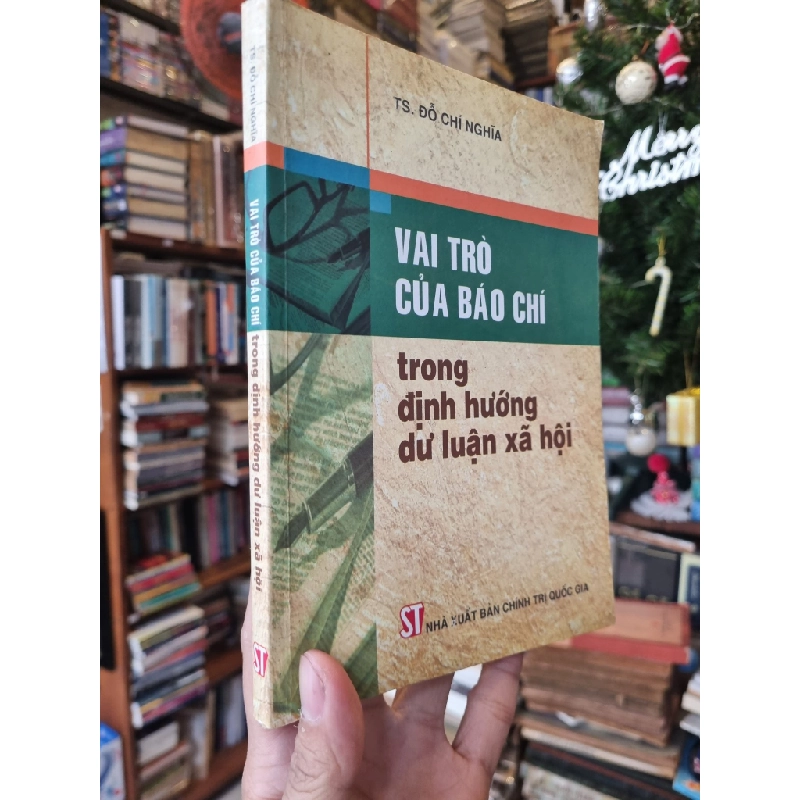 TS. ĐỖ CHÍ NGHĨA
VAI TRÒ
CỦA BÁO CHÍ
trong
định hướng
dư luận xã hội
ST NHÀ XUẤT BẢN CHÍNH TRỊ QUỐC GIA
TS. ĐỖ CHÍ NGHĨA
VAI TRÒ CỦA BÁO CHÍ trong định hướng dư luận xã hội
ST
Merry
Christm